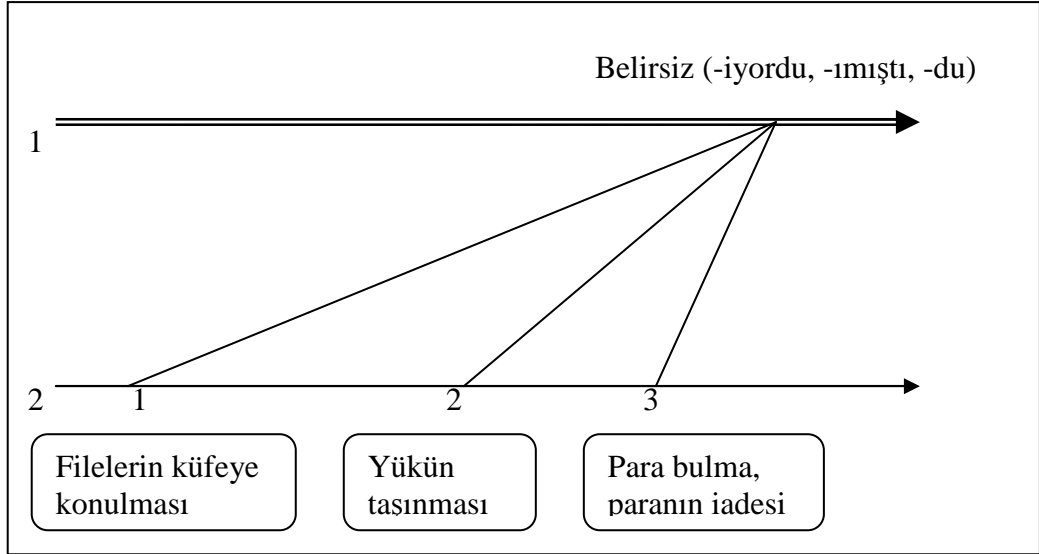 Belirsiz (-iyordu, -ımıştı, -du)
1
2 1 2 3
Filelerin küfeye
konulması
Yükün
taşınması
Para bulma,
paranın iadesi